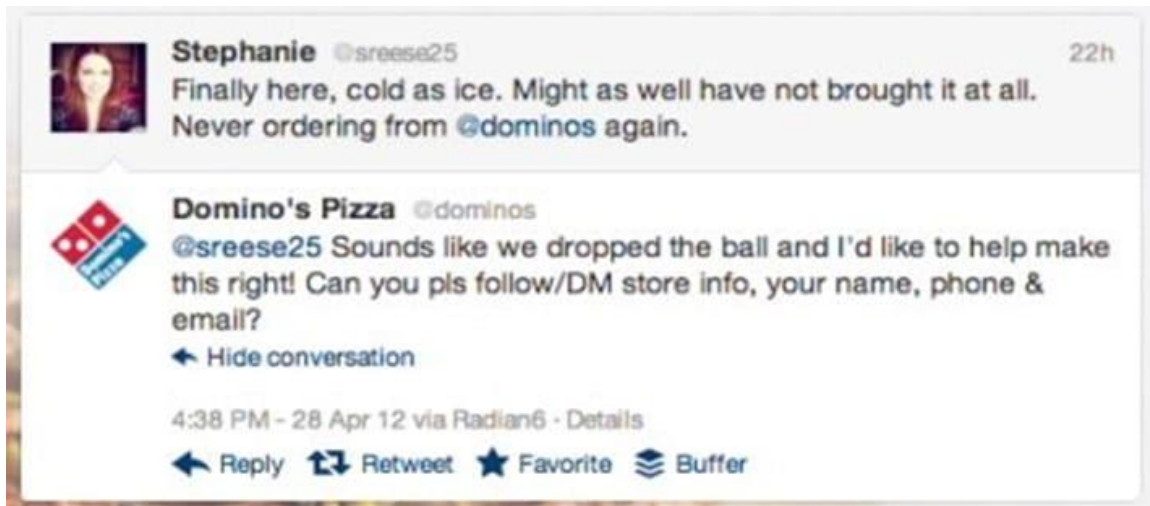 Stephanie @sreese25 22h
Finally here, cold as ice. Might as well have not brought it at all.
Never ordering from @dominos again.
Domino's Pizza @dominos
Domino's
Pizza
@sreese25 Sounds like we dropped the ball and I'd like to help make
this right! Can you pls follow/DM store info, your name, phone &
email?
Hide conversation
4:38 PM - 28 Apr 12 via Radian6 · Details
Reply Retweet Favorite Buffer